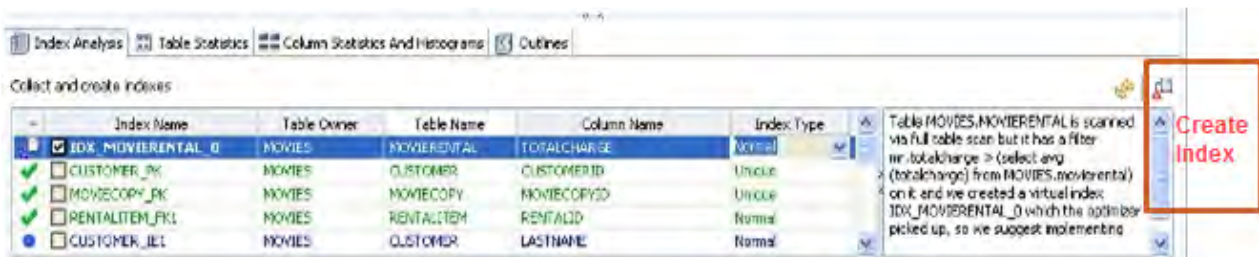 Index Analysis Table Statistics Column Statistics And Histograms Outlines
Collect and create indexes
Index Name Table Owner Table Name Column Name Index Type
IDX_MOVIERENTAL_0 MOVIES MOVIERENTAL TOTALCHARGE Normal
CUSTOMER_PK MOVIES CUSTOMER CUSTOMERID Unique
MOVIECOPY_PK MOVIES MOVIECOPY MOVIECOPYID Unique
RENTALITEM_FK1 MOVIES RENTALITEM RENTALID Normal
CUSTOMER_IE1 MOVIES CUSTOMER LASTNAME Normal
Table MOVIES.MOVIERENTAL is scanned
via full table scan but it has a filter
mr.totalcharge > (select avg
(totalcharge) from MOVIES.movierental)
on it and we created a virtual index
IDX_MOVIERENTAL_0 which the optimizer
picked up, so we suggest implementing
Create
Index